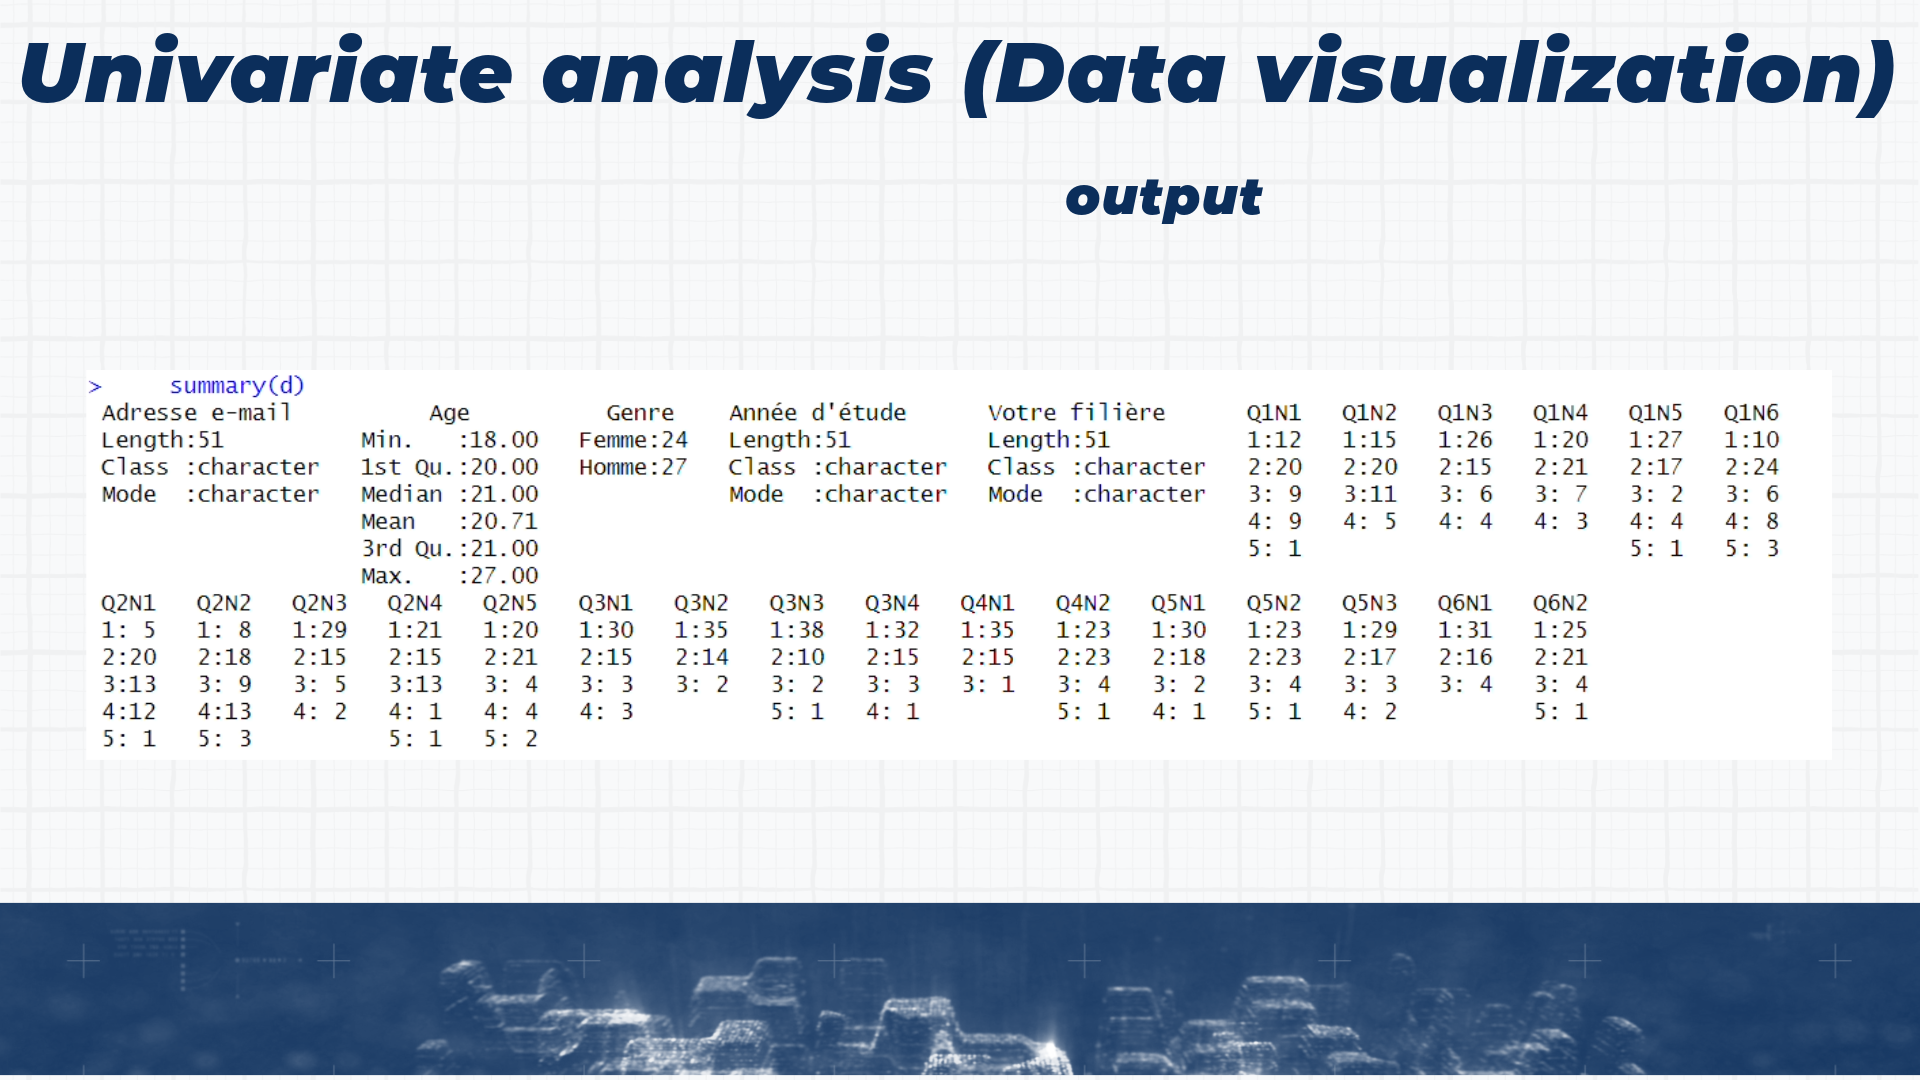 Univariate analysis (Data visualization)
output
> summary(d)
Adresse e-mail Age Genre Année d'étude Votre filière Q1N1 Q1N2 Q1N3 Q1N4 Q1N5 Q1N6
Length:51 Min. :18.00 Femme:24 Length:51 Length:51 1:12 1:15 1:26 1:20 1:27 1:10
Class :character 1st Qu.:20.00 Homme:27 Class :character Class :character 2:20 2:20 2:15 2:21 2:17 2:24
Mode :character Median :21.00 Mode :character Mode :character 3: 9 3:11 3: 6 3: 7 3: 2 3: 6
Mean :20.71 4: 9 4: 5 4: 4 4: 3 4: 4 4: 8
3rd Qu.:21.00 5: 1 5: 1 5: 3
Max. :27.00
Q2N1 Q2N2 Q2N3 Q2N4 Q2N5 Q3N1 Q3N2 Q3N3 Q3N4 Q4N1 Q4N2 Q5N1 Q5N2 Q5N3 Q6N1 Q6N2
1: 5 1: 8 1:29 1:21 1:20 1:30 1:35 1:38 1:32 1:35 1:23 1:30 1:23 1:29 1:31 1:25
2:20 2:18 2:15 2:15 2:21 2:15 2:14 2:10 2:15 2:15 2:23 2:18 2:23 2:17 2:16 2:21
3:13 3: 9 3: 5 3:13 3: 4 3: 3 3: 2 3: 2 3: 3 3: 1 3: 4 3: 2 3: 4 3: 3 3: 4 3: 4
4:12 4:13 4: 2 4: 1 4: 4 4: 3 5: 1 4: 1 5: 1 4: 1 5: 1 4: 2 5: 1
5: 1 5: 3 5: 1 5: 2